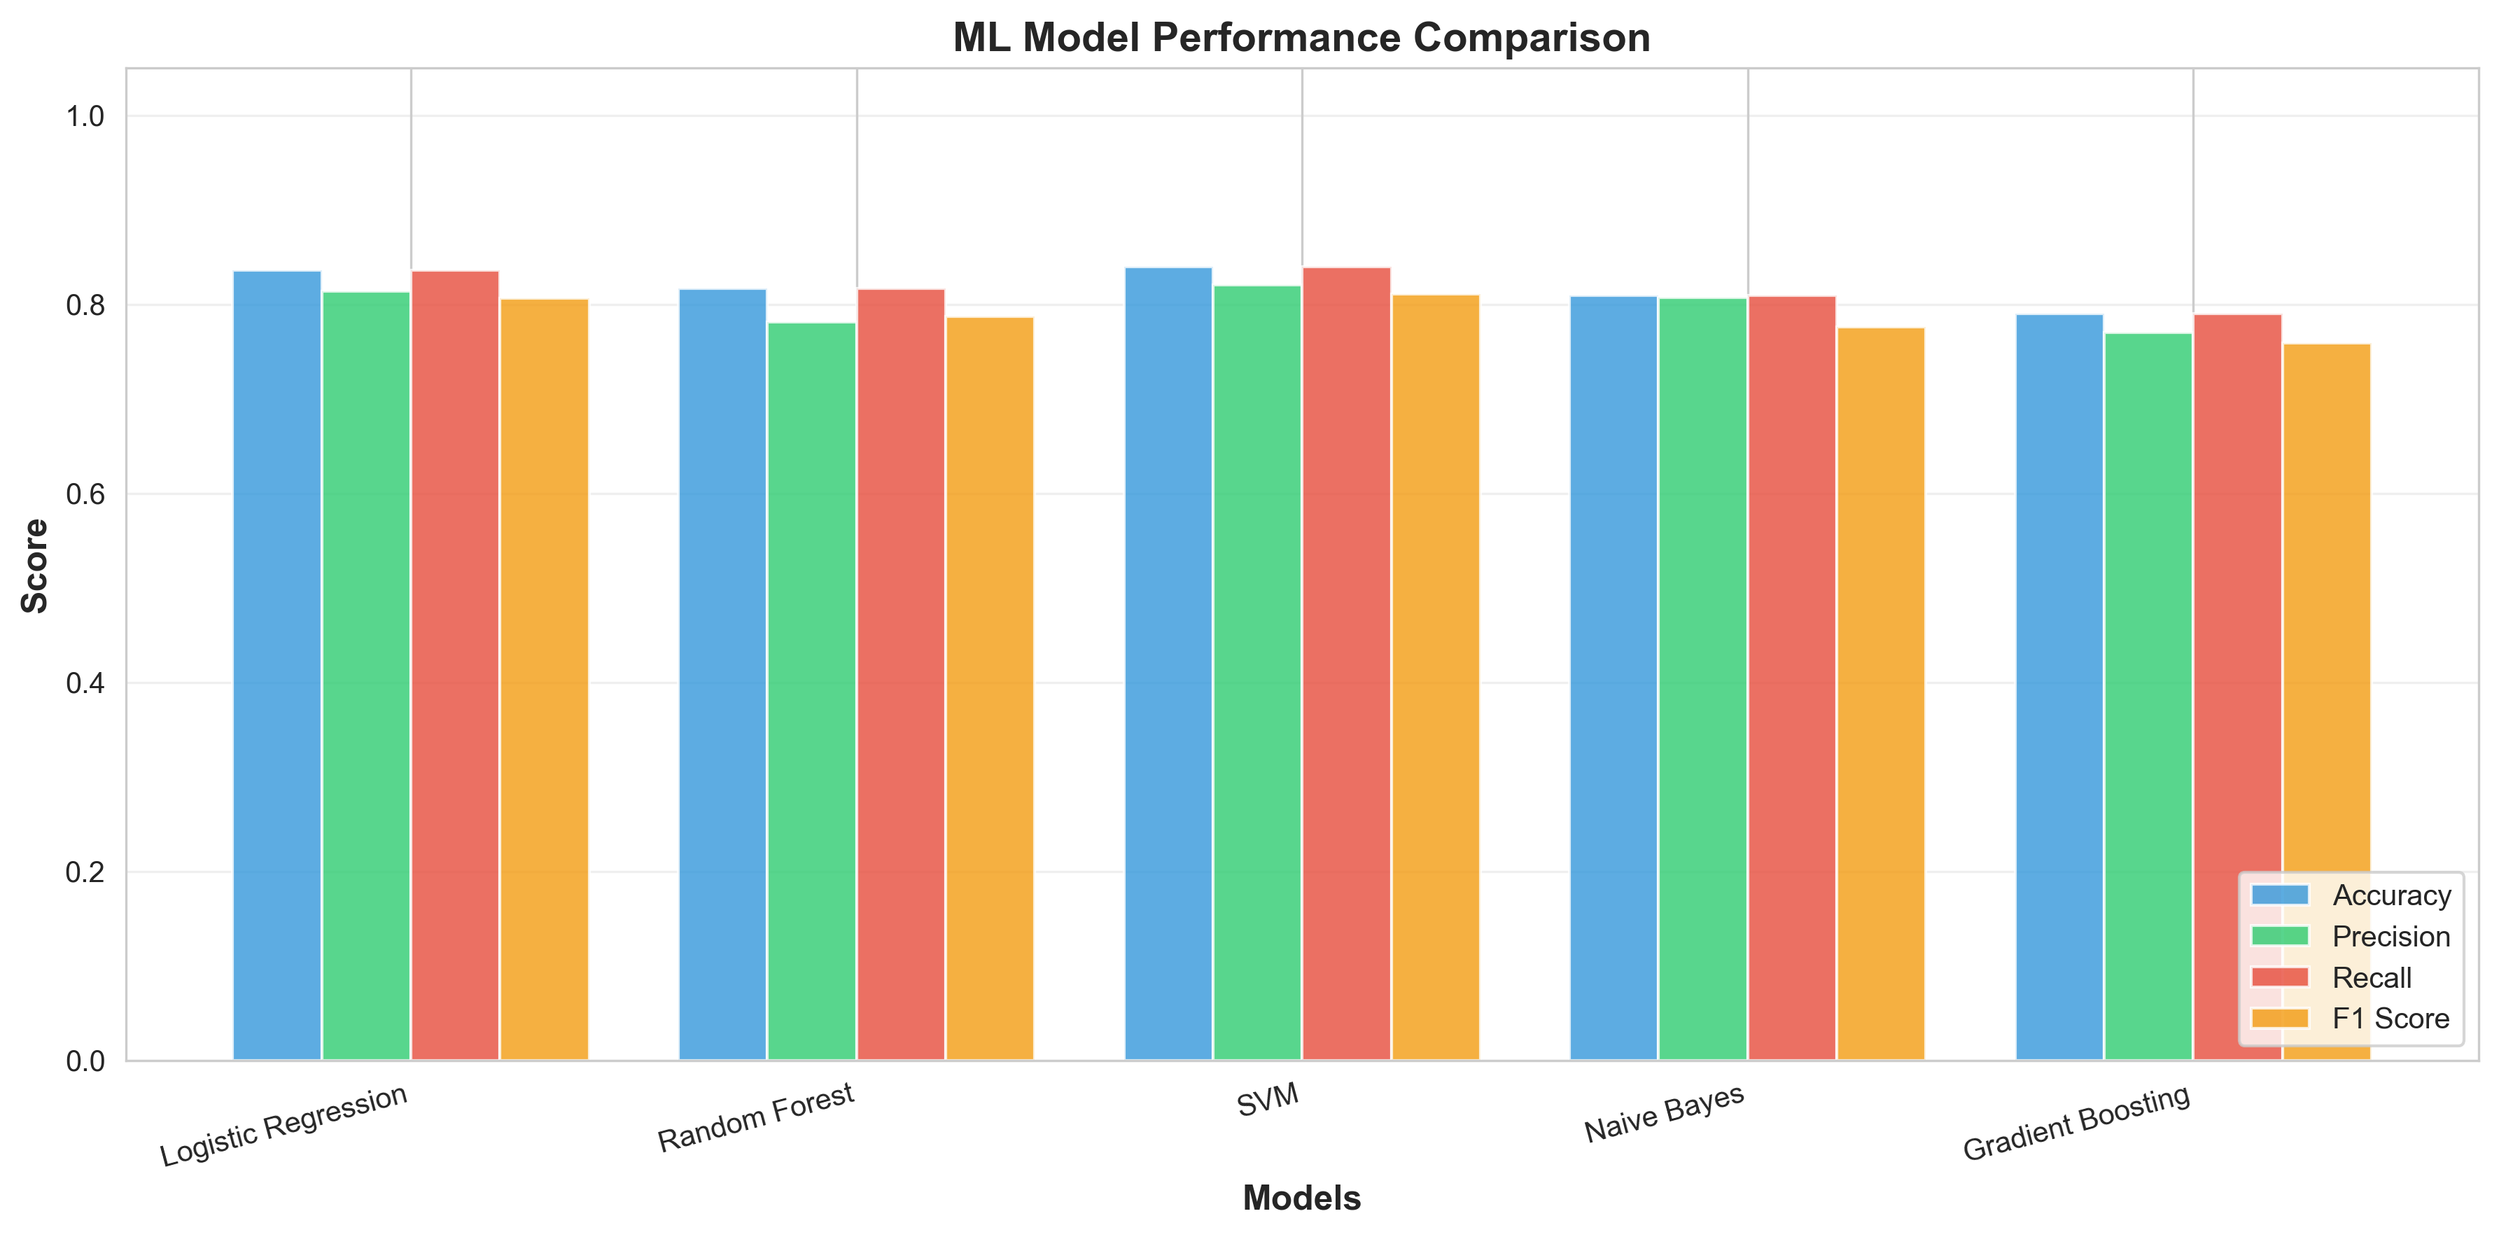 ML Model Performance Comparison
1.0
0.8
0.6
0.4
0.2
0.0
Score
Accuracy
Precision
Recall
F1 Score
Logistic Regression
Random Forest
SVM
Naive Bayes
Gradient Boosting
Models